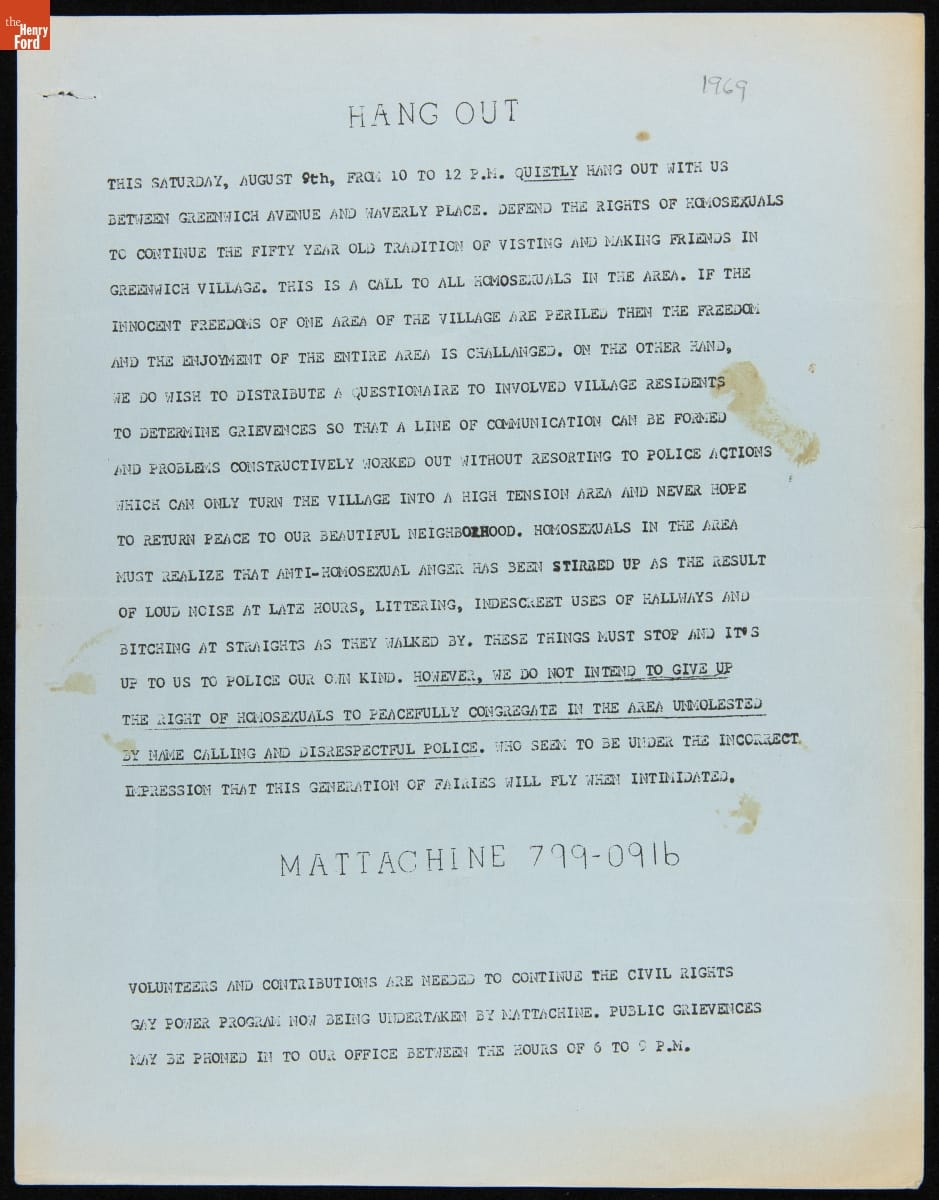 the
Henry
Ford
1969
HANG OUT
THIS SATURDAY, AUGUST 9th, FROM 10 TO 12 P.M. QUIETLY HANG OUT WITH US
BETWEEN GREENWICH AVENUE AND WAVERLY PLACE. DEFEND THE RIGHTS OF HOMOSEXUALS
TO CONTINUE THE FIFTY YEAR OLD TRADITION OF VISTING AND MAKING FRIENDS IN
GREENWICH VILLAGE. THIS IS A CALL TO ALL HOMOSEXUALS IN THE AREA. IF THE
INNOCENT FREEDOMS OF ONE AREA OF THE VILLAGE ARE PERILED THEN THE FREEDOM
AND THE ENJOYMENT OF THE ENTIRE AREA IS CHALLANGED. ON THE OTHER HAND,
WE DO WISH TO DISTRIBUTE A QUESTIONAIRE TO INVOLVED VILLAGE RESIDENTS
TO DETERMINE GRIEVENCES SO THAT A LINE OF COMMUNICATION CAN BE FORMED
AND PROBLEMS CONSTRUCTIVELY WORKED OUT WITHOUT RESORTING TO POLICE ACTIONS
WHICH CAN ONLY TURN THE VILLAGE INTO A HIGH TENSION AREA AND NEVER HOPE
TO RETURN PEACE TO OUR BEAUTIFUL NEIGHBORHOOD. HOMOSEXUALS IN THE AREA
MUST REALIZE THAT ANTI-HOMOSEXUAL ANGER HAS BEEN STIRRED UP AS THE RESULT
OF LOUD NOISE AT LATE HOURS, LITTERING, INDESCREET USES OF HALLWAYS AND
BITCHING AT STRAIGHTS AS THEY WALKED BY. THESE THINGS MUST STOP AND IT'S
UP TO US TO POLICE OUR OWN KIND. HOWEVER, WE DO NOT INTEND TO GIVE UP
THE RIGHT OF HOMOSEXUALS TO PEACEFULLY CONGREGATE IN THE AREA UNMOLESTED
BY NAME CALLING AND DISRESPECTFUL POLICE. WHO SEEM TO BE UNDER THE INCORRECT
IMPRESSION THAT THIS GENERATION OF FAIRIES WILL FLY WHEN INTIMIDATED.
MATTACHINE 799-0916
VOLUNTEERS AND CONTRIBUTIONS ARE NEEDED TO CONTINUE THE CIVIL RIGHTS
GAY POWER PROGRAM NOW BEING UNDERTAKEN BY MATTACHINE. PUBLIC GRIEVENCES
MAY BE PHONED IN TO OUR OFFICE BETWEEN THE HOURS OF 6 TO 9 P.M.